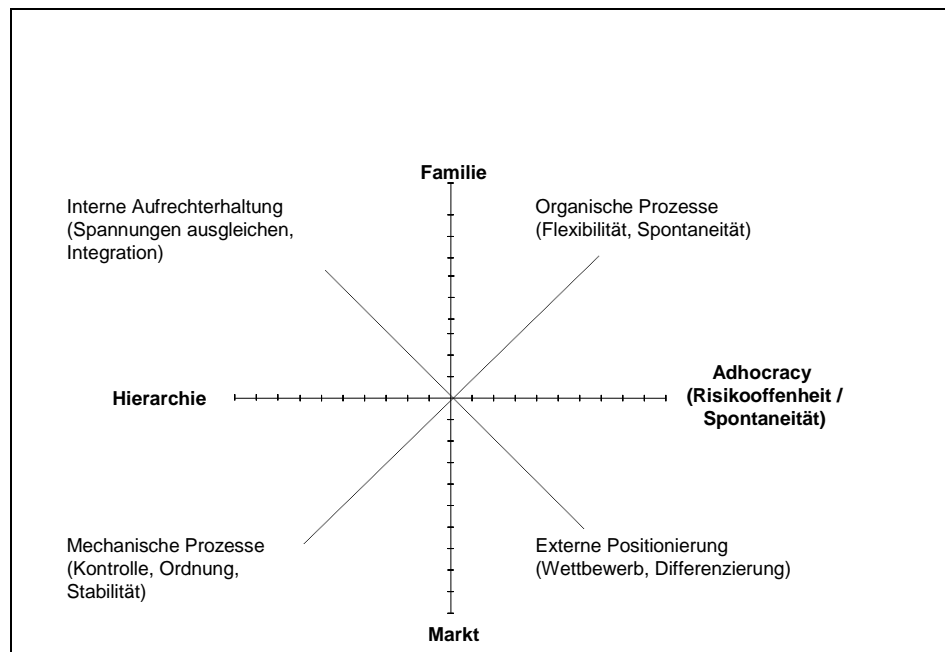 Familie
Interne Aufrechterhaltung
(Spannungen ausgleichen,
Integration)
Organische Prozesse
(Flexibilität, Spontaneität)
Hierarchie
Adhocracy
(Risikooffenheit /
Spontaneität)
Mechanische Prozesse
(Kontrolle, Ordnung,
Stabilität)
Externe Positionierung
(Wettbewerb, Differenzierung)
Markt